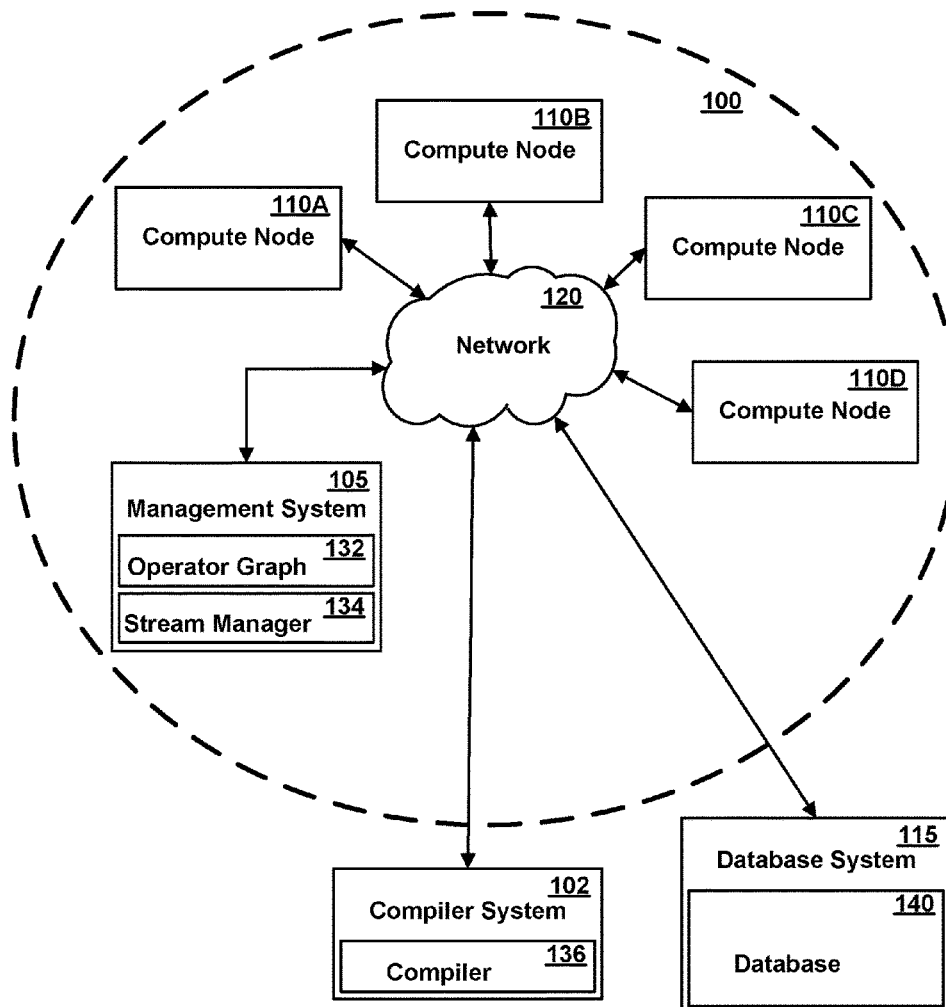 100
110B
Compute Node
110A
Compute Node
110C
Compute Node
120
Network
110D
Compute Node
105
Management System
132
Operator Graph
134
Stream Manager
102
Compiler System
136
Compiler
115
Database System
140
Database